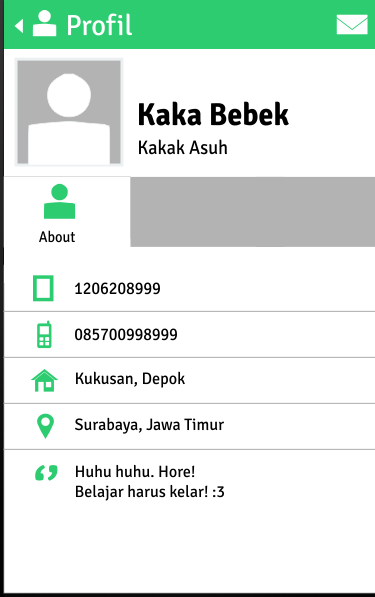 Profil
Kaka Bebek
Kakak Asuh
About
1206208999
085700998999
Kukusan, Depok
Surabaya, Jawa Timur
Huhu huhu. Hore!
Belajar harus kelar! :3